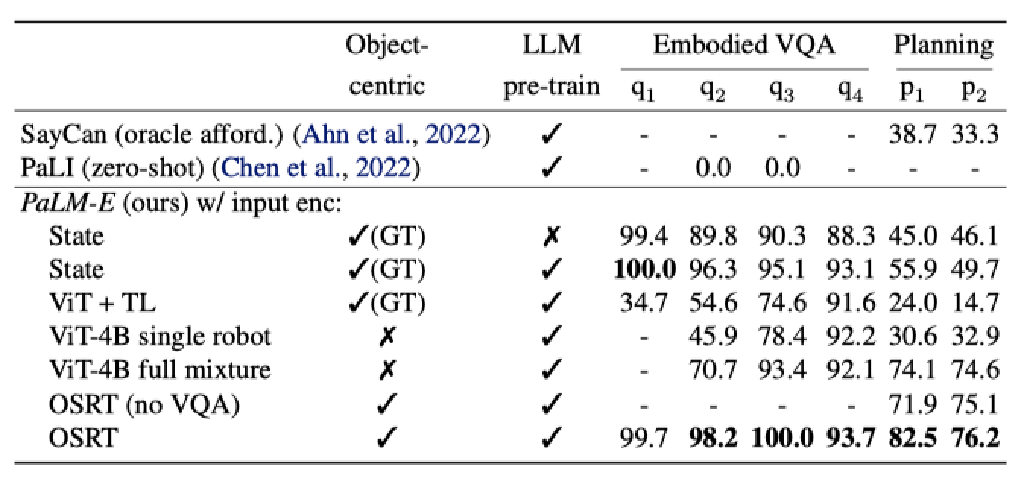 Object- LLM Embodied VQA Planning
centric pre-train q1 q2 q3 q4 p1 p2
SayCan (oracle afford.) (Ahn et al., 2022) ✓ - - - - 38.7 33.3
PaLI (zero-shot) (Chen et al., 2022) ✓ - 0.0 0.0 - - -
PaLM-E (ours) w/ input enc:
State ✓(GT) ✗ 99.4 89.8 90.3 88.3 45.0 46.1
State ✓(GT) ✓ 100.0 96.3 95.1 93.1 55.9 49.7
ViT + TL ✓(GT) ✓ 34.7 54.6 74.6 91.6 24.0 14.7
ViT-4B single robot ✗ ✓ - 45.9 78.4 92.2 30.6 32.9
ViT-4B full mixture ✗ ✓ - 70.7 93.4 92.1 74.1 74.6
OSRT (no VQA) ✓ ✓ - - - - 71.9 75.1
OSRT ✓ ✓ 99.7 98.2 100.0 93.7 82.5 76.2